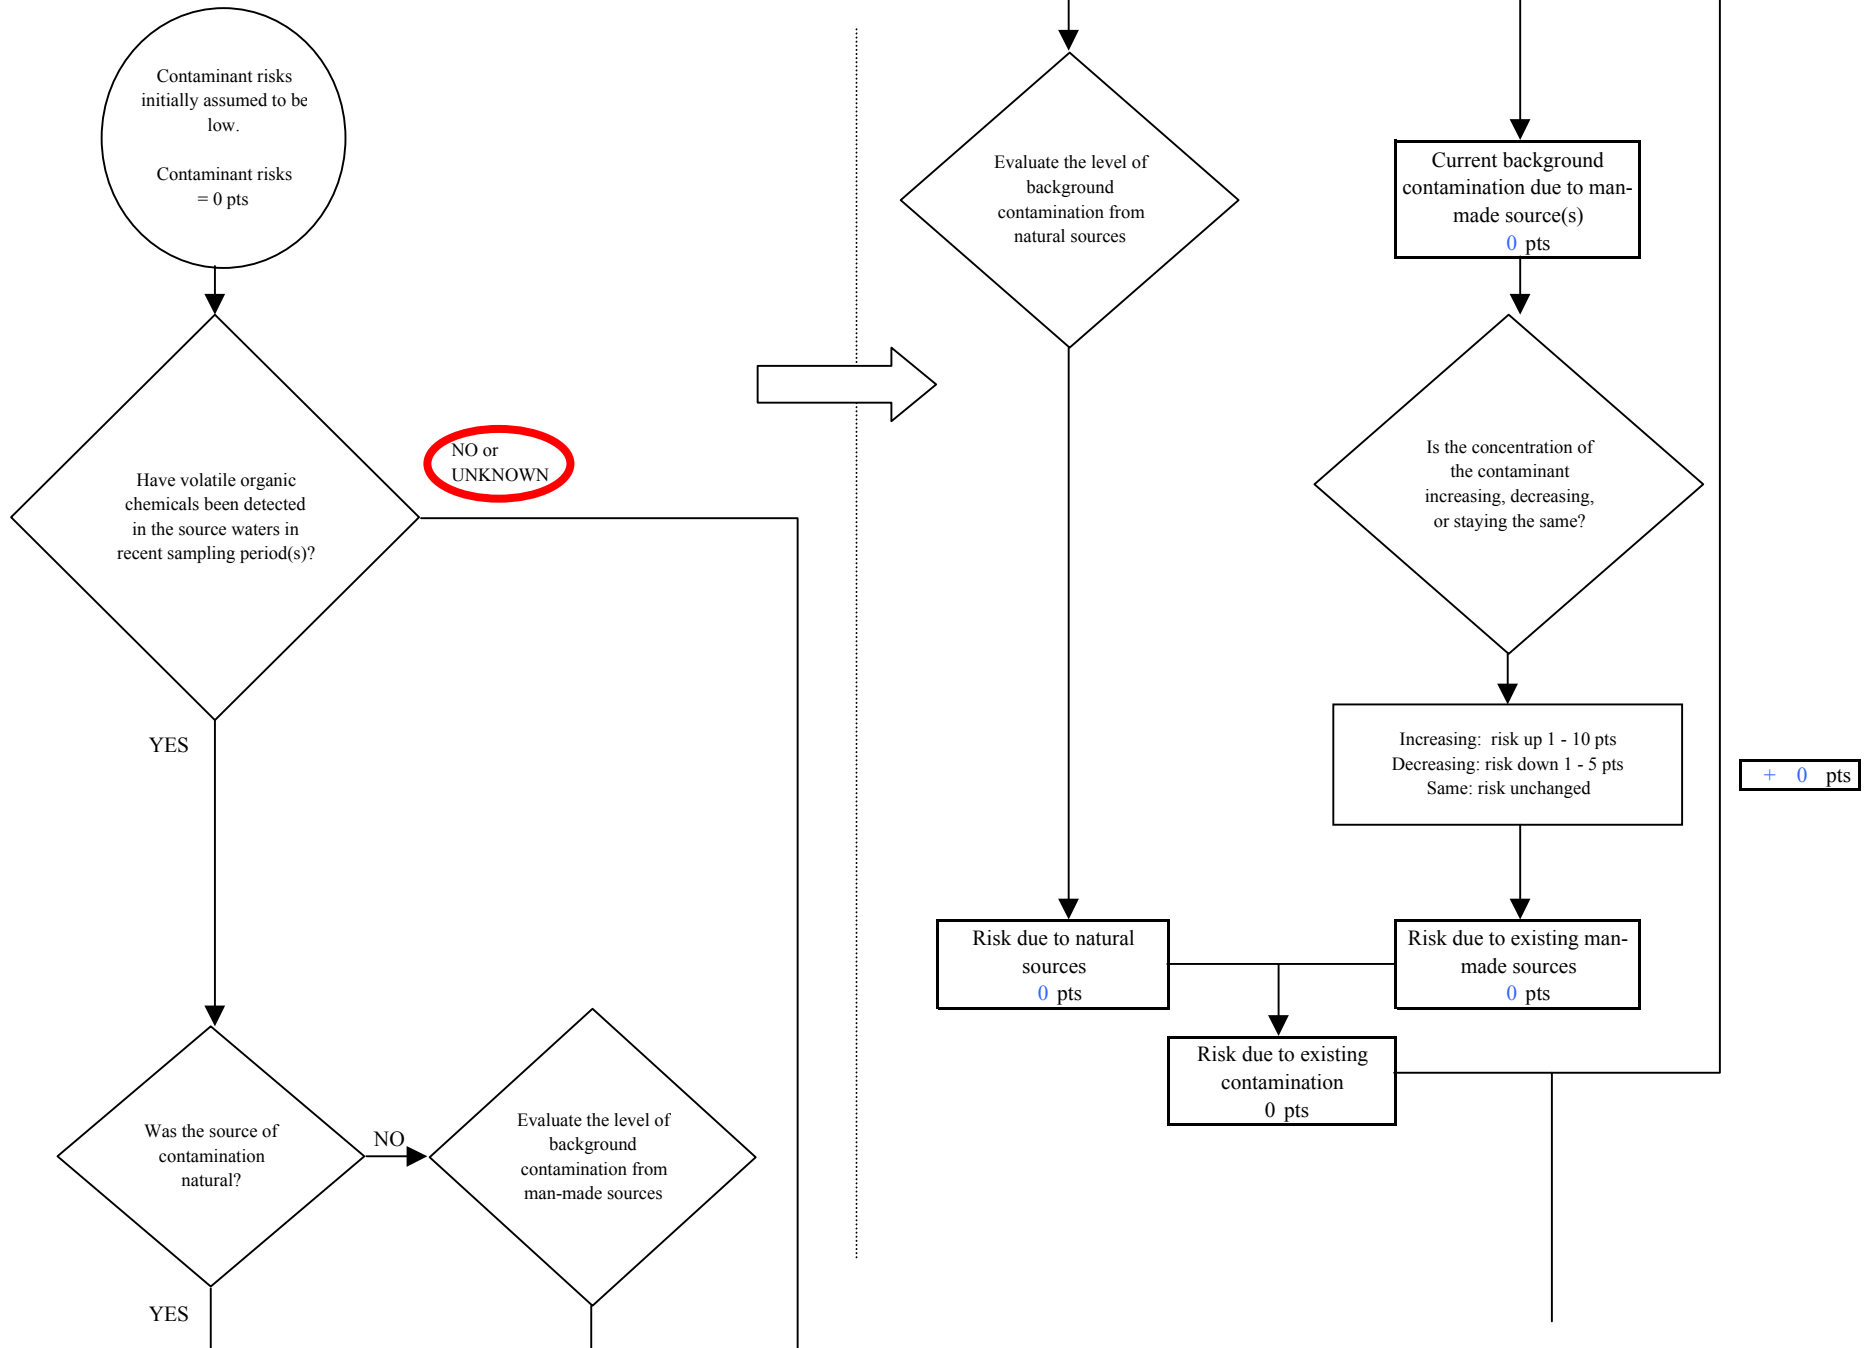 Contaminant risks
initially assumed to be
low.
Contaminant risks
= 0 pts
Have volatile organic
chemicals been detected
in the source waters in
recent sampling period(s)?
NO or
UNKNOWN
YES
Was the source of
contamination
natural?
NO
Evaluate the level of
background
contamination from
man-made sources
YES
Evaluate the level of
background
contamination from
natural sources
Current background
contamination due to man-
made source(s)
0 pts
Is the concentration of
the contaminant
increasing, decreasing,
or staying the same?
Increasing: risk up 1 - 10 pts
Decreasing: risk down 1 - 5 pts
Same: risk unchanged
+ 0 pts
Risk due to natural
sources
0 pts
Risk due to existing man-
made sources
0 pts
Risk due to existing
contamination
0 pts